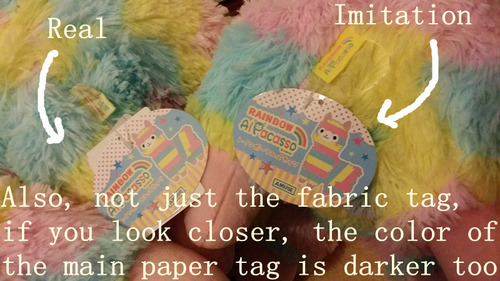 Real
Imitation
RAINBOW
Alpacasso
RAINBOW
Alpacasso
AMUSE
Also, not just the fabric tag,
if you look closer, the color of
the main paper tag is darker too